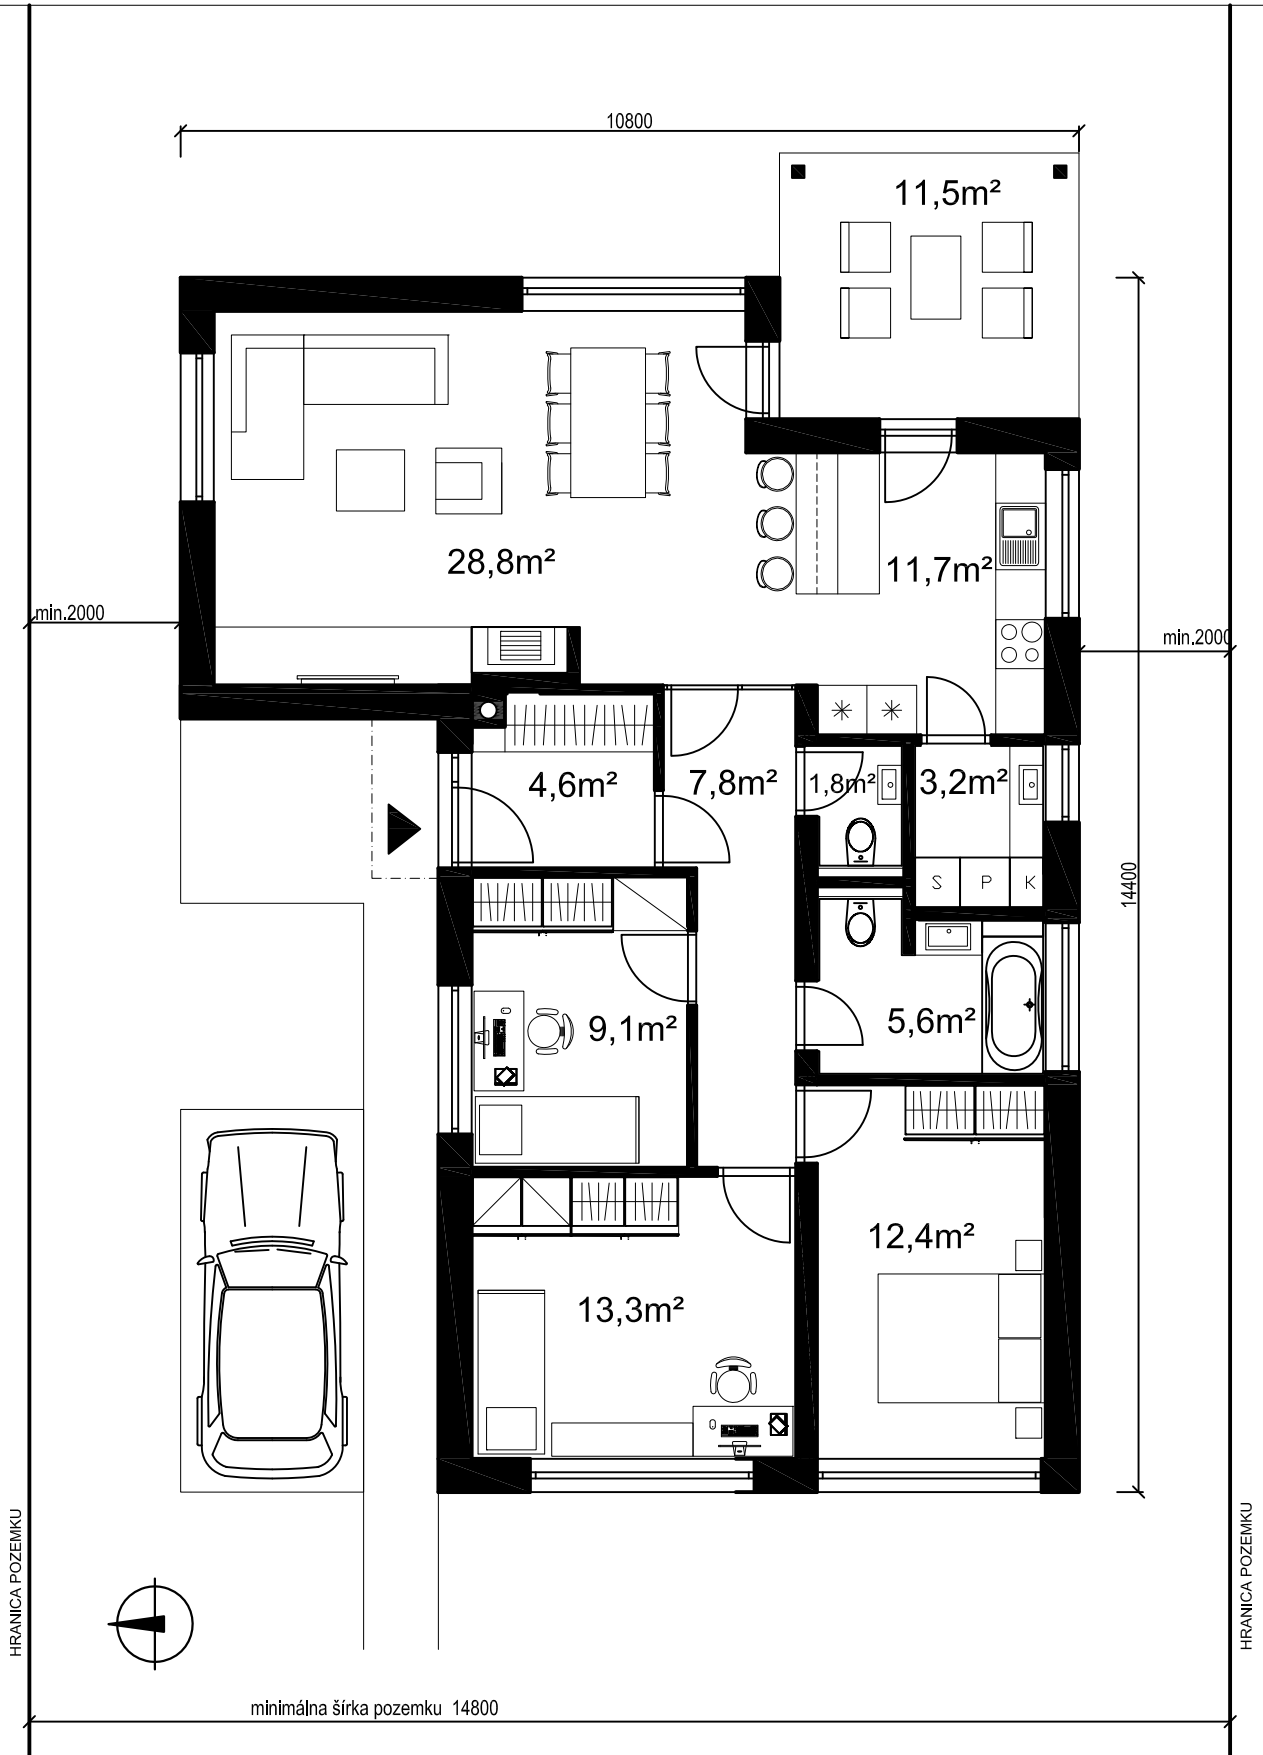 10800
11,5m²
28,8m²
11,7m²
min.2000
min.2000
4,6m²
7,8m²
1,8m²
3,2m²
S P K
14400
9,1m²
5,6m²
12,4m²
13,3m²
HRANICA POZEMKU
HRANICA POZEMKU
minimálna šírka pozemku 14800